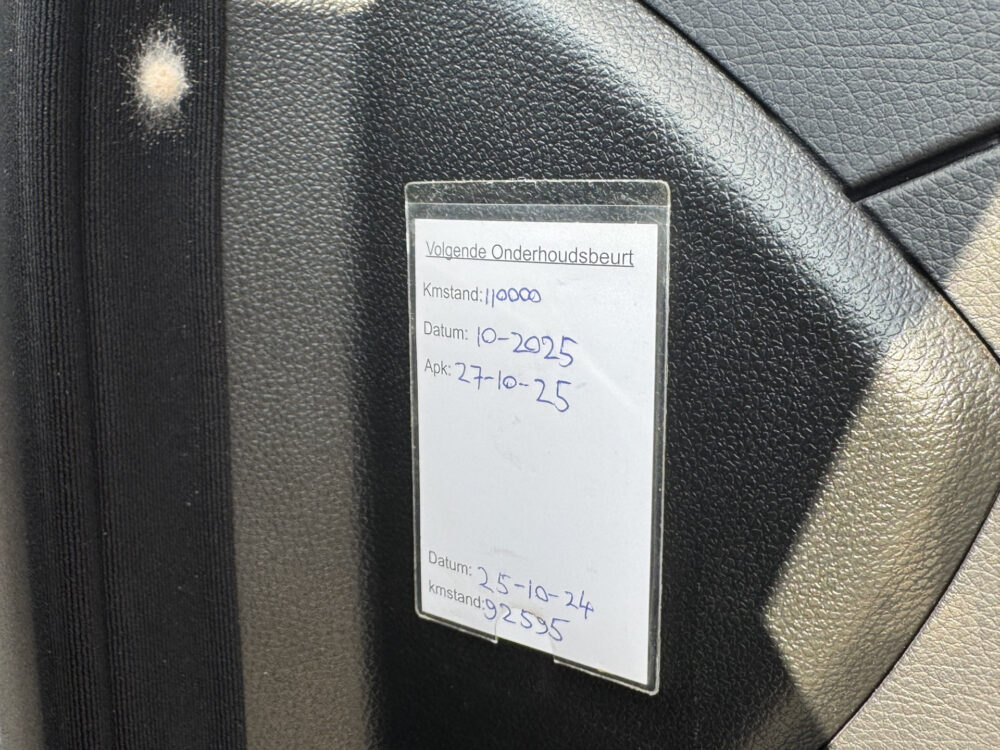 Volgende Onderhoudsbeurt
Kmstand: 110000
Datum: 10-2025
Apk: 27-10-25
Datum: 25-10-24
kmstand: 92595